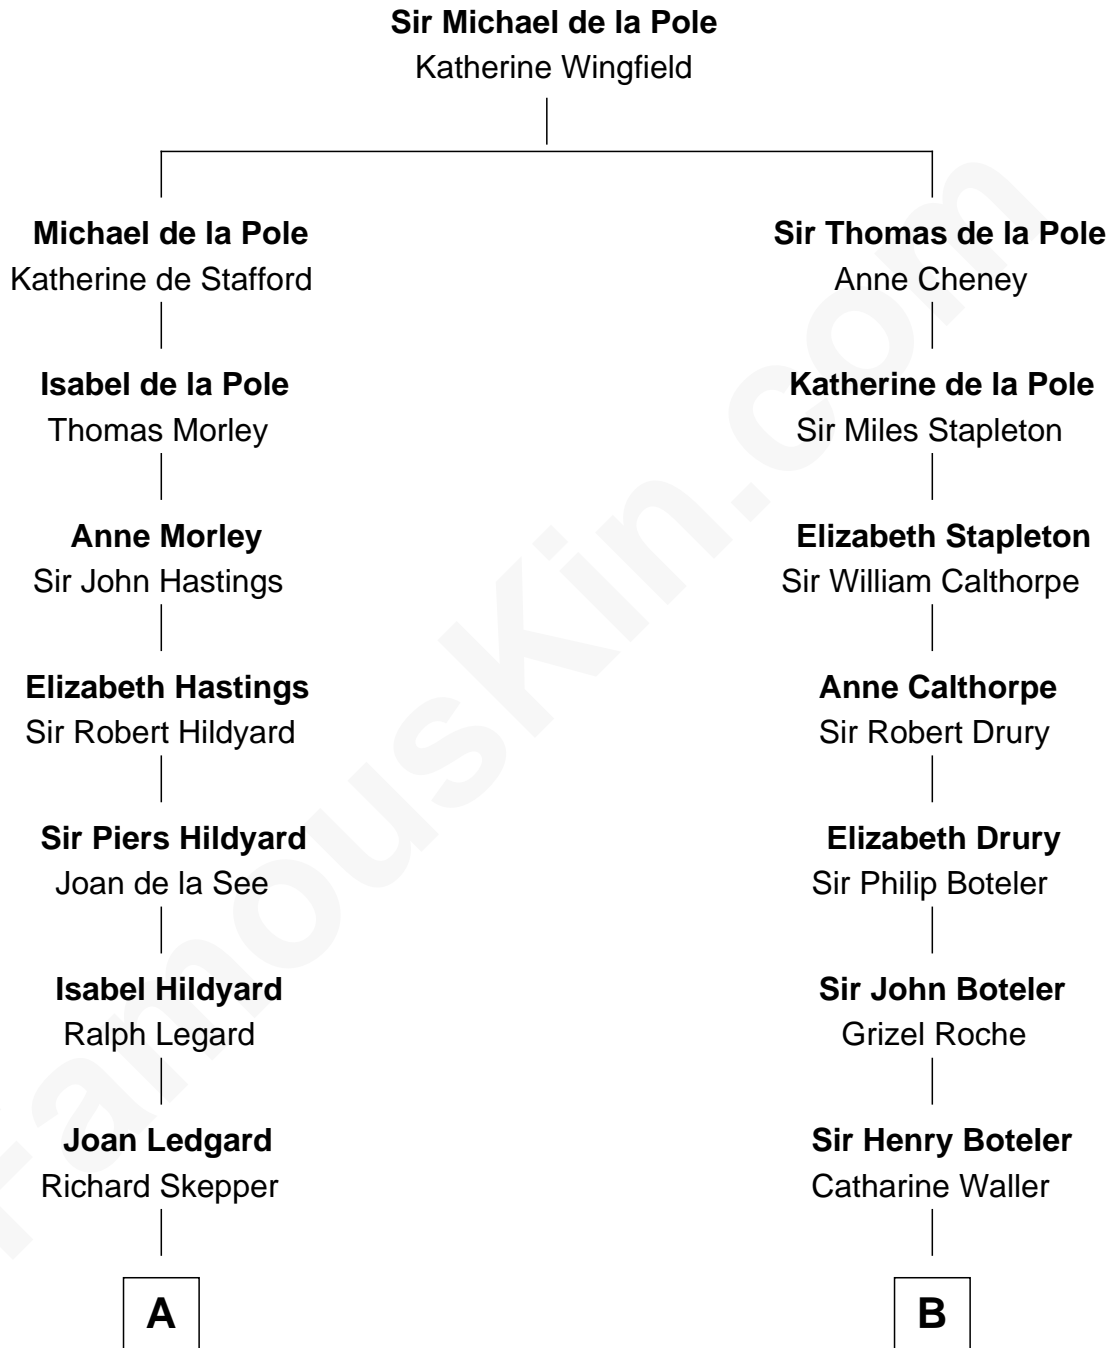 Sir Michael de la Pole
Katherine Wingfield
Michael de la Pole
Katherine de Stafford
Sir Thomas de la Pole
Anne Cheney
Isabel de la Pole
Thomas Morley
Katherine de la Pole
Sir Miles Stapleton
Anne Morley
Sir John Hastings
Elizabeth Stapleton
Sir William Calthorpe
Elizabeth Hastings
Sir Robert Hildyard
Anne Calthorpe
Sir Robert Drury
Sir Piers Hildyard
Joan de la See
Elizabeth Drury
Sir Philip Boteler
Isabel Hildyard
Ralph Legard
Sir John Boteler
Grizel Roche
Joan Ledgard
Richard Skepper
Sir Henry Boteler
Catharine Waller
A
B
FamousKin.com